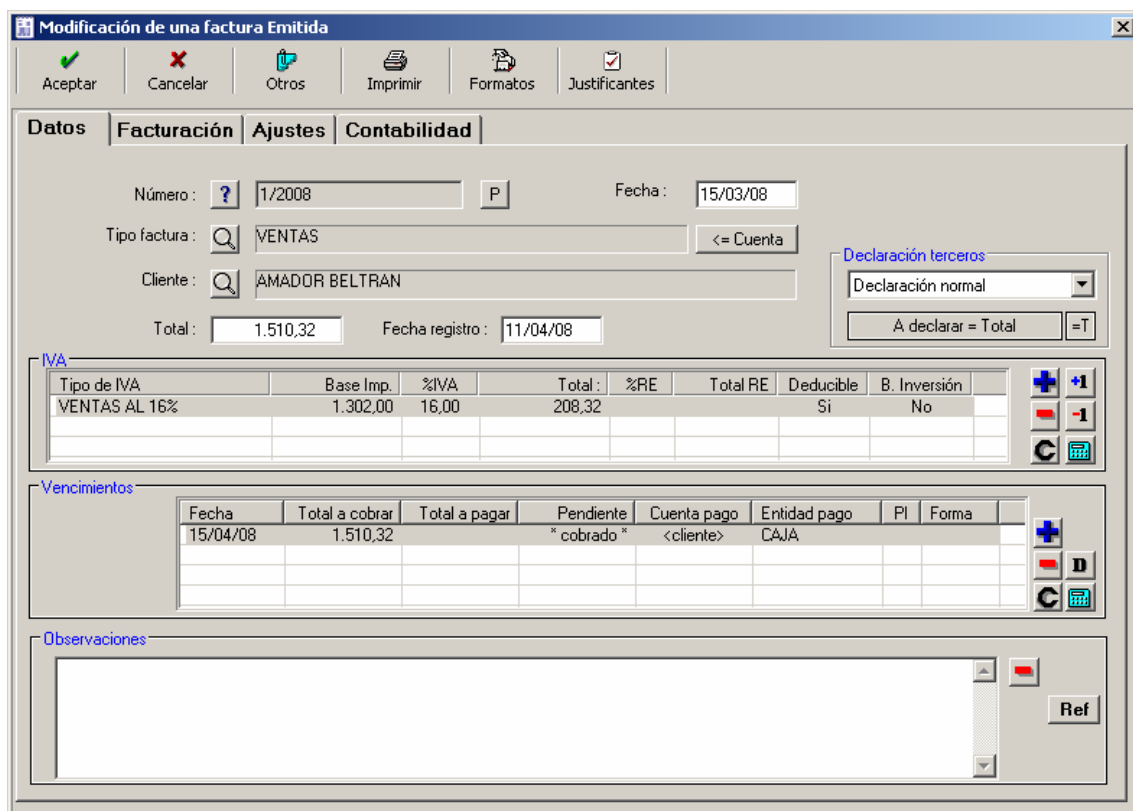 Modificación de una factura Emitida
Aceptar Cancelar Otros Imprimir Formatos Justificantes
Datos Facturación Ajustes Contabilidad
Número : ? 1/2008 P Fecha : 15/03/08
Tipo factura : VENTAS <= Cuenta
Declaración terceros
Cliente : AMADOR BELTRAN Declaración normal
Total : 1.510,32 Fecha registro : 11/04/08 A declarar = Total =T
IVA
Tipo de IVA Base Imp. %IVA Total : %RE Total RE Deducible B. Inversión
VENTAS AL 16% 1.302,00 16,00 208,32 Si No
+1
-1
C
Vencimientos
Fecha Total a cobrar Total a pagar Pendiente Cuenta pago Entidad pago PI Forma
15/04/08 1.510,32 * cobrado * <cliente> CAJA
D
C
Observaciones
Ref